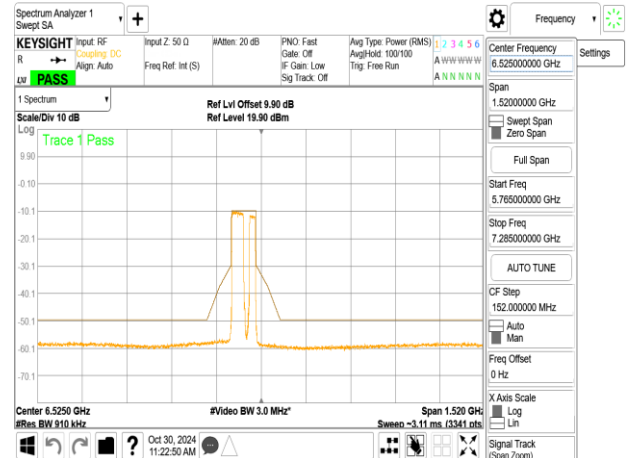 Spectrum Analyzer 1
Swept SA
Frequency
KEYSIGHT
R
LXI PASS
Input: RF
Coupling: DC
Align: Auto
Input Z: 50 Ω
Freq Ref: Int (S)
#Atten: 20 dB
PNO: Fast
Gate: Off
IF Gain: Low
Sig Track: Off
Avg Type: Power (RMS)
Avg|Hold: 100/100
Trig: Free Run
1 2 3 4 5 6
A W W W W W
A N N N N N
Settings
Center Frequency
6.525000000 GHz
Span
1.52000000 GHz
Swept Span
Zero Span
Full Span
Start Freq
5.765000000 GHz
Stop Freq
7.285000000 GHz
AUTO TUNE
CF Step
152.000000 MHz
Auto
Man
Freq Offset
0 Hz
X Axis Scale
Log
Lin
Signal Track
(Span Zoom)
1 Spectrum
Scale/Div 10 dB
Ref Lvl Offset 9.90 dB
Ref Level 19.90 dBm
Log
Trace 1 Pass
9.90
-0.10
-10.1
-20.1
-30.1
-40.1
-50.1
-60.1
-70.1
Center 6.5250 GHz
#Video BW 3.0 MHz*
Span 1.520 GHz
#Res BW 910 kHz
Sweep ~3.11 ms (3341 pts
Oct 30, 2024
11:22:50 AM